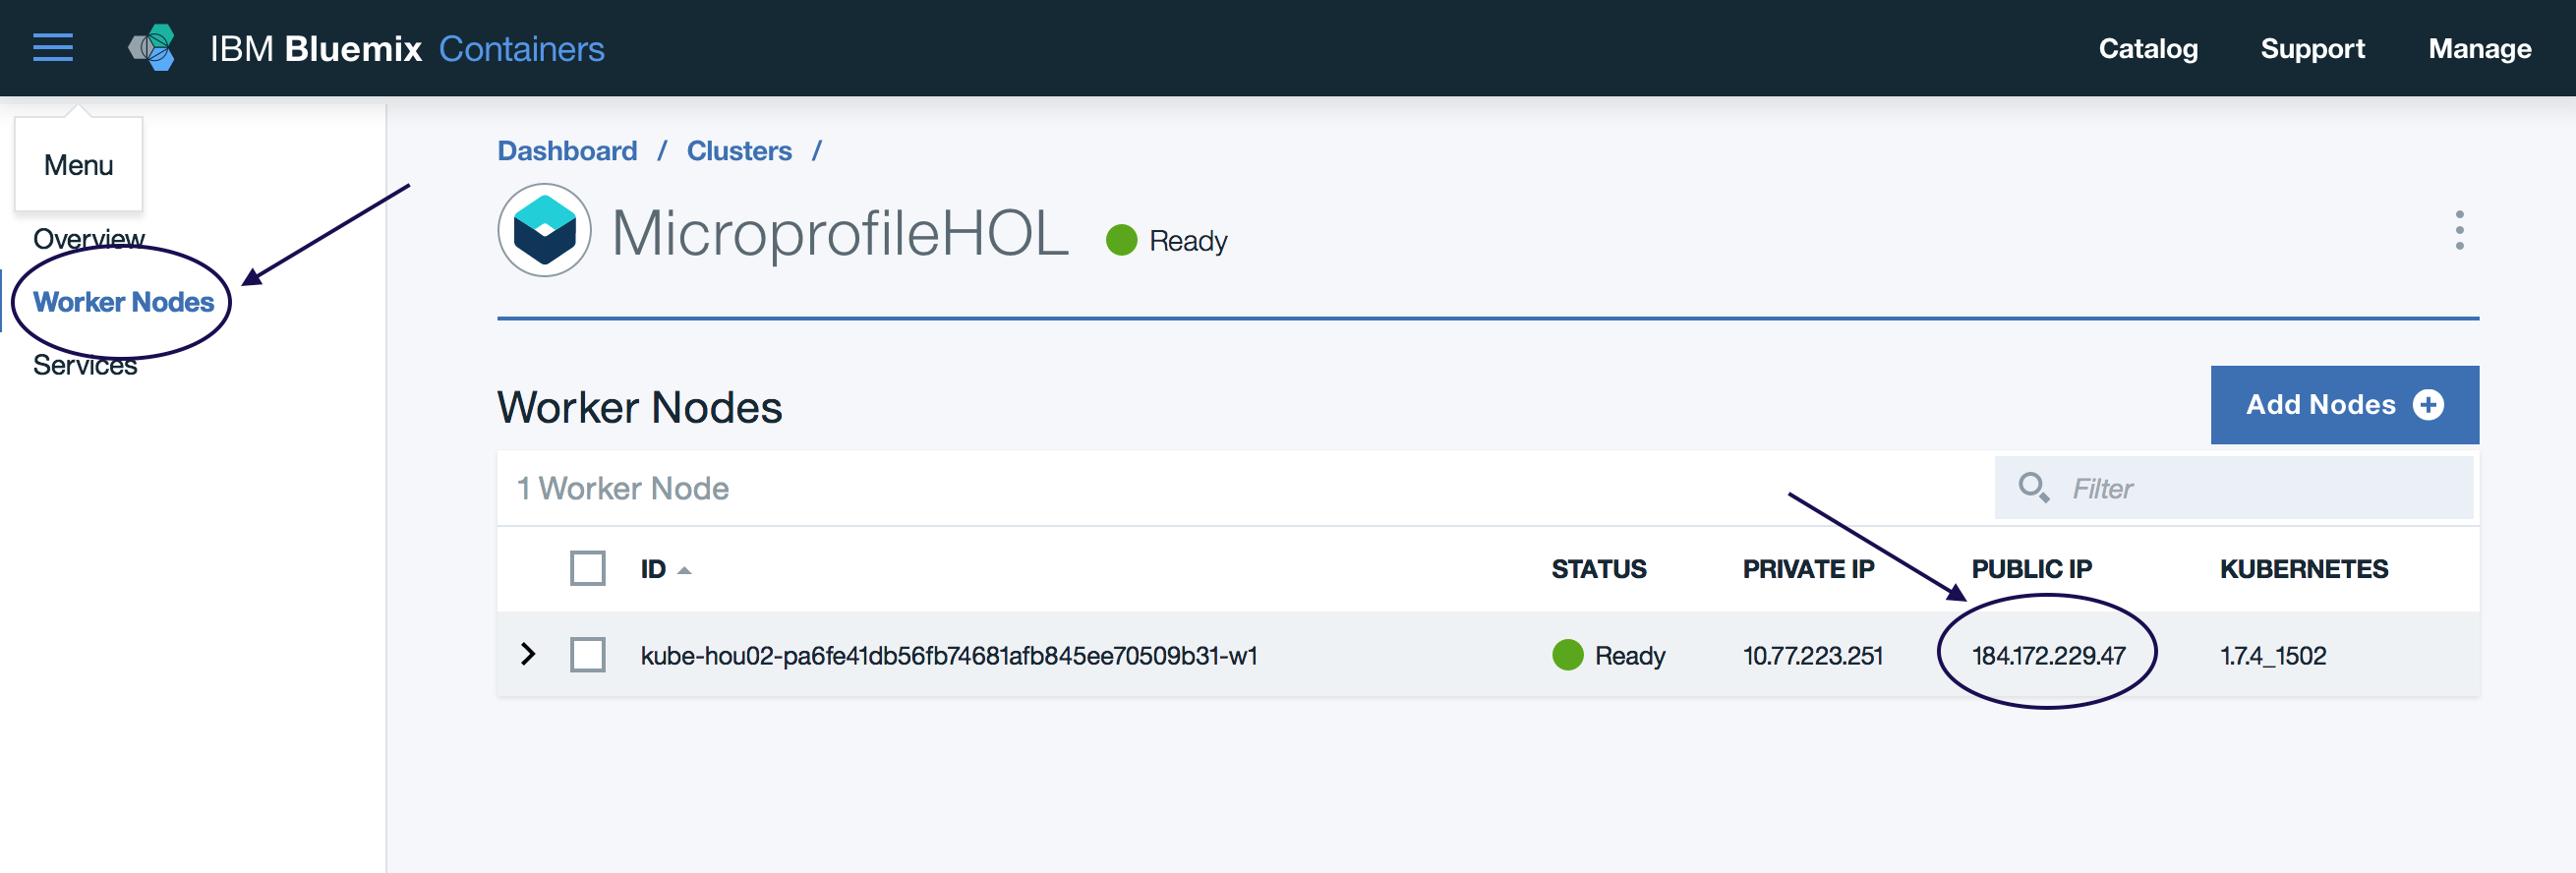 IBM Bluemix Containers Catalog Support Manage
Menu
Overview
Worker Nodes
Services
Dashboard / Clusters /
MicroprofileHOL Ready
Worker Nodes Add Nodes
1 Worker Node Filter
ID STATUS PRIVATE IP PUBLIC IP KUBERNETES
kube-hou02-pa6fe41db56fb74681afb845ee70509b31-w1 Ready 10.77.223.251 184.172.229.47 1.7.4_1502